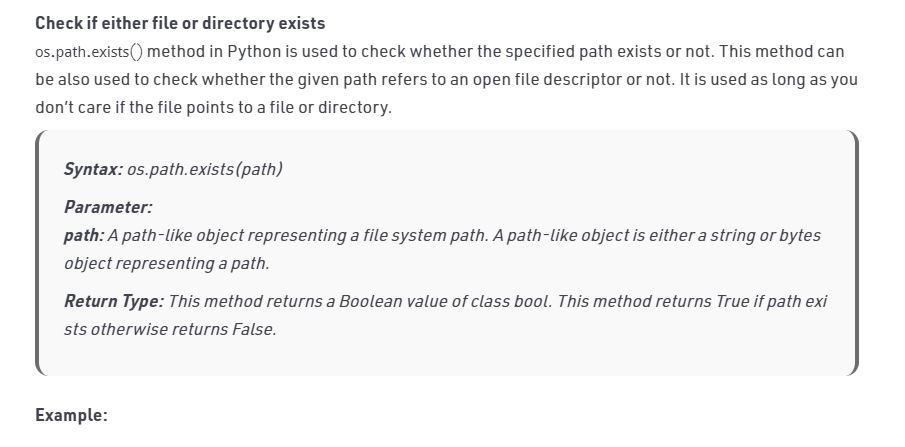 Check if either file or directory exists
os.path.exists() method in Python is used to check whether the specified path exists or not. This method can
be also used to check whether the given path refers to an open file descriptor or not. It is used as long as you
don’t care if the file points to a file or directory.
Syntax: os.path.exists(path)
Parameter:
path: A path-like object representing a file system path. A path-like object is either a string or bytes
object representing a path.
Return Type: This method returns a Boolean value of class bool. This method returns True if path exi
sts otherwise returns False.
Example: